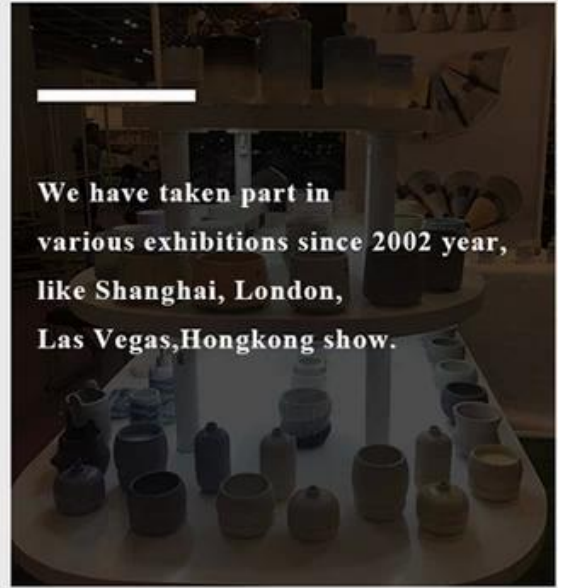 We have taken part in
various exhibitions since 2002 year,
like Shanghai, London,
Las Vegas,Hongkong show.